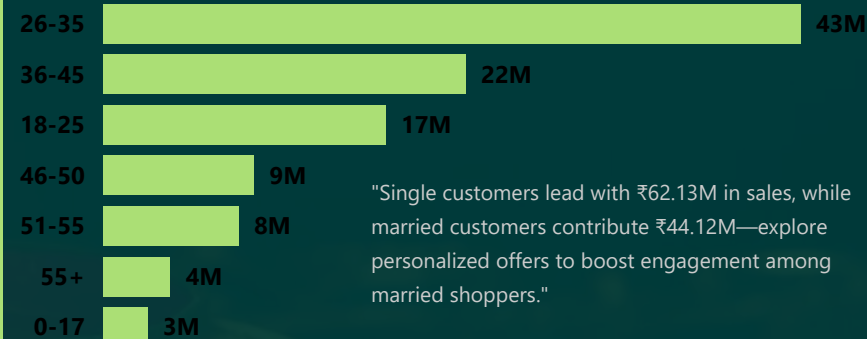 26-35 43M
36-45 22M
18-25 17M
46-50 9M
51-55 8M
55+ 4M
0-17 3M
"Single customers lead with ₹62.13M in sales, while
married customers contribute ₹44.12M—explore
personalized offers to boost engagement among
married shoppers."